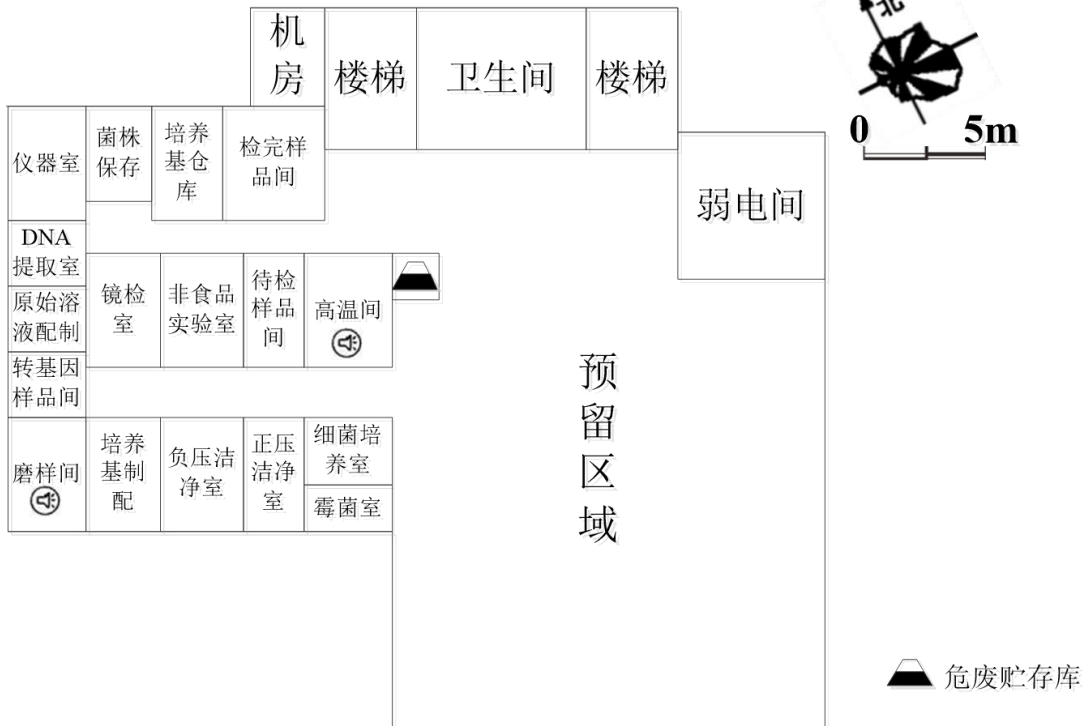 机
房
楼梯
卫生间
楼梯
北
0 5m
仪器室
菌株
保存
培养
基仓
库
检完样
品间
弱电间
DNA
提取室
原始溶
液配制
转基因
样品间
镜检
室
非食品
实验室
待检
样品
间
高温间
预
留
区
域
磨样间
培养
基制
配
负压洁
净室
正压
洁净
室
细菌培
养室
霉菌室
危废贮存库